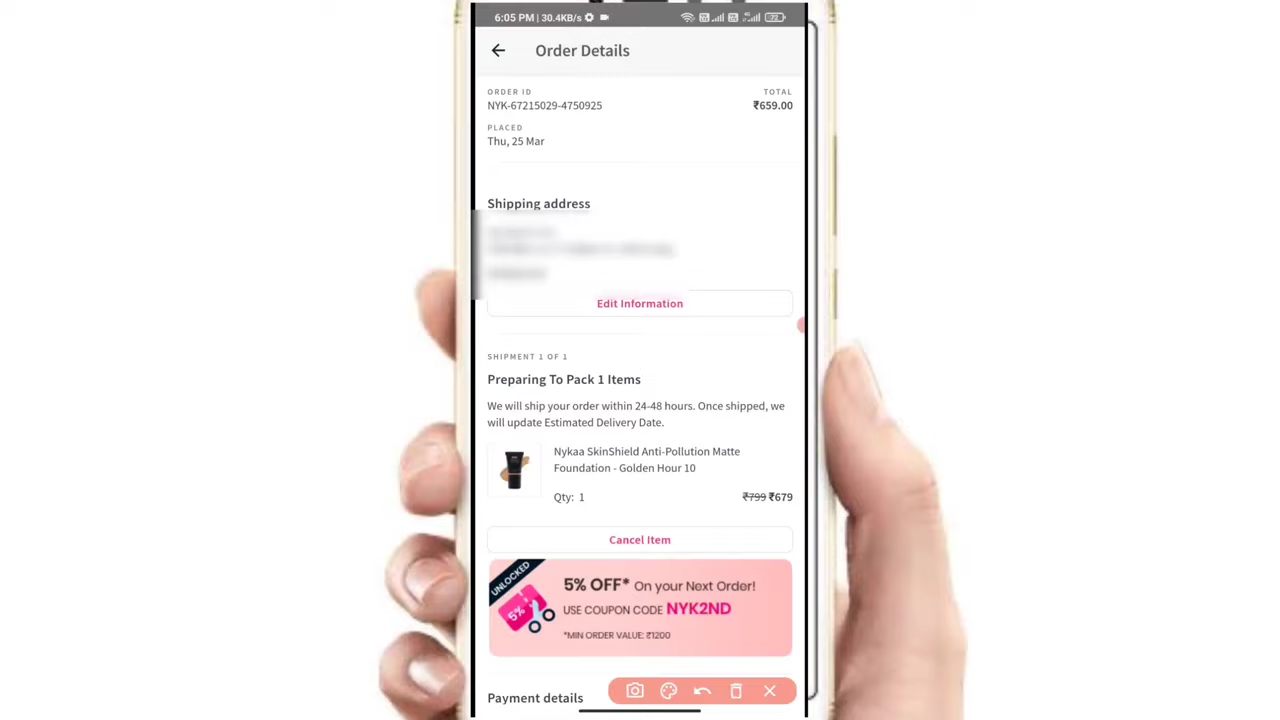 6:05 PM | 30.4KB/s
Order Details
ORDER ID
TOTAL
NYK-67215029-4750925
₹659.00
PLACED
Thu, 25 Mar
Shipping address
Edit Information
SHIPMENT 1 OF 1
Preparing To Pack 1 Items
We will ship your order within 24-48 hours. Once shipped, we
will update Estimated Delivery Date.
Nykaa SkinShield Anti-Pollution Matte
Foundation - Golden Hour 10
Qty: 1
₹799 ₹679
Cancel Item
UNLOCKED
5%
5% OFF* On your Next Order!
USE COUPON CODE NYK2ND
*MIN ORDER VALUE: ₹1200
Payment details